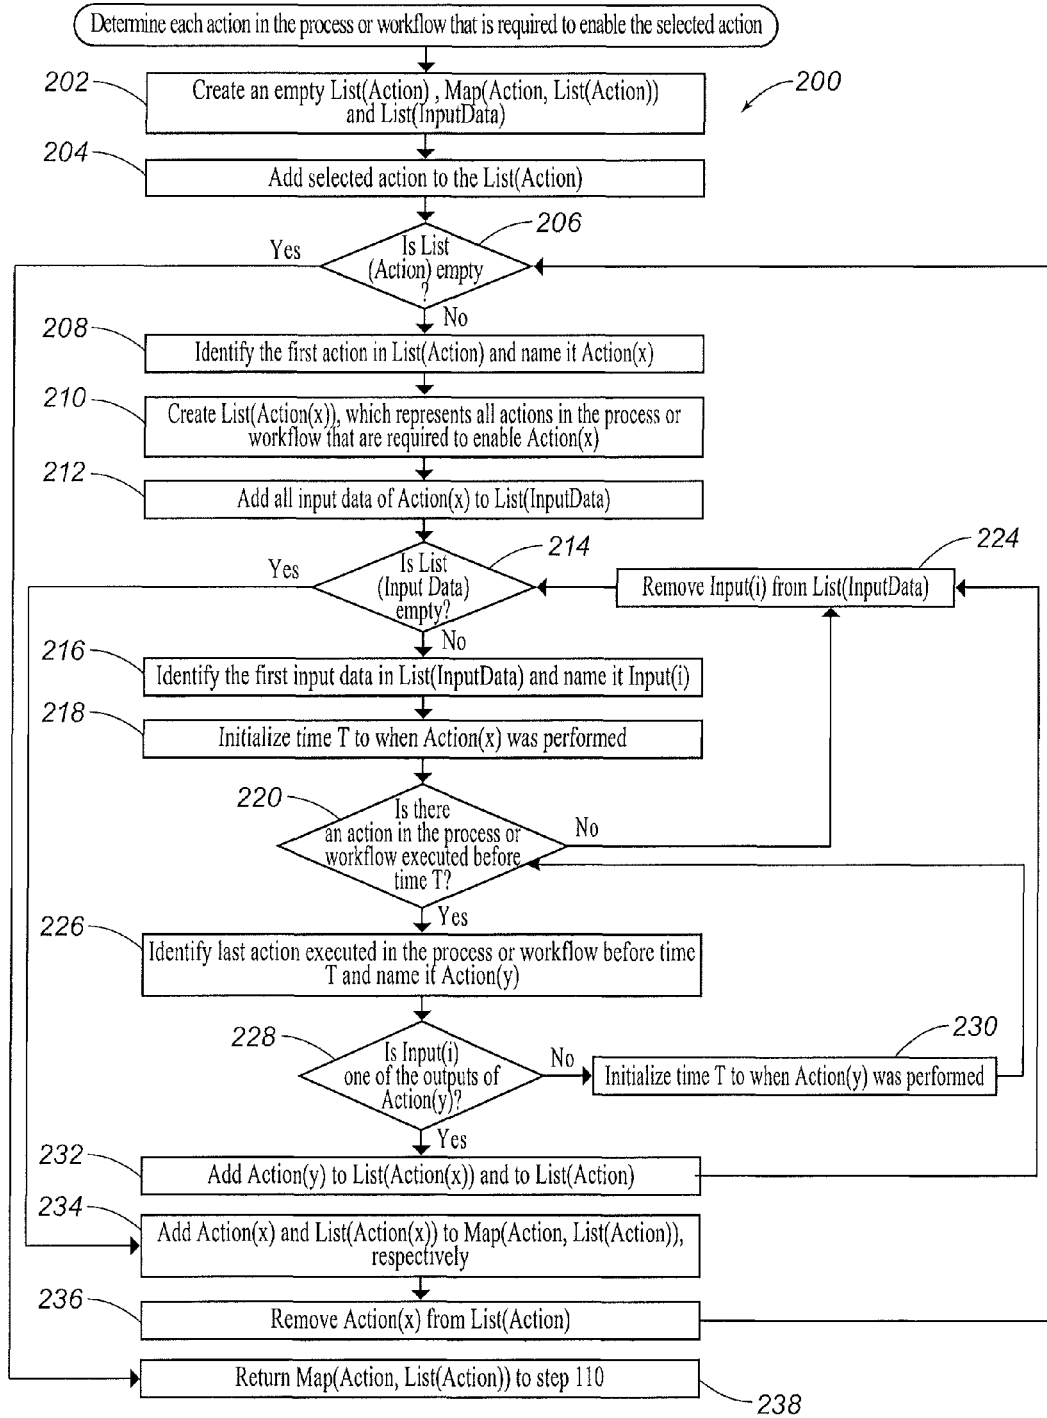 Determine each action in the process or workflow that is required to enable the selected action
202
Create an empty List(Action) , Map(Action, List(Action))
and List(InputData)
200
204
Add selected action to the List(Action)
206
Yes
Is List
(Action) empty
?
No
208
Identify the first action in List(Action) and name it Action(x)
210
Create List(Action(x)), which represents all actions in the process or
workflow that are required to enable Action(x)
212
Add all input data of Action(x) to List(InputData)
214
224
Yes
Is List
(Input Data)
empty?
Remove Input(i) from List(InputData)
No
216
Identify the first input data in List(InputData) and name it Input(i)
218
Initialize time T to when Action(x) was performed
220
Is there
an action in the process or
workflow executed before
time T?
No
Yes
226
Identify last action executed in the process or workflow before time
T and name it Action(y)
228
Is Input(i)
one of the outputs of
Action(y)?
No
230
Initialize time T to when Action(y) was performed
Yes
232
Add Action(y) to List(Action(x)) and to List(Action)
234
Add Action(x) and List(Action(x)) to Map(Action, List(Action)),
respectively
236
Remove Action(x) from List(Action)
Return Map(Action, List(Action)) to step 110
238